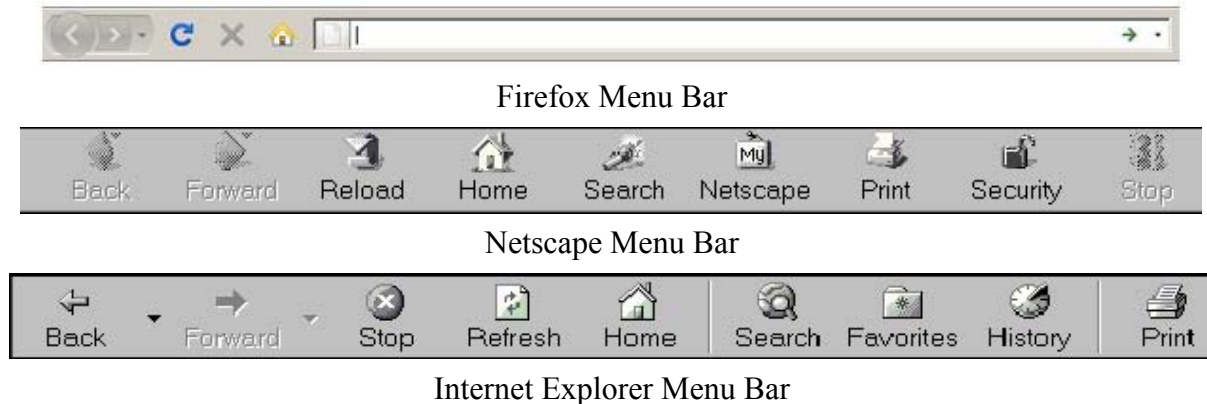 Firefox Menu Bar
Back Forward Reload Home Search Netscape Print Security Stop
My
Netscape Menu Bar
Back Forward Stop Refresh Home Search Favorites History Print
Internet Explorer Menu Bar